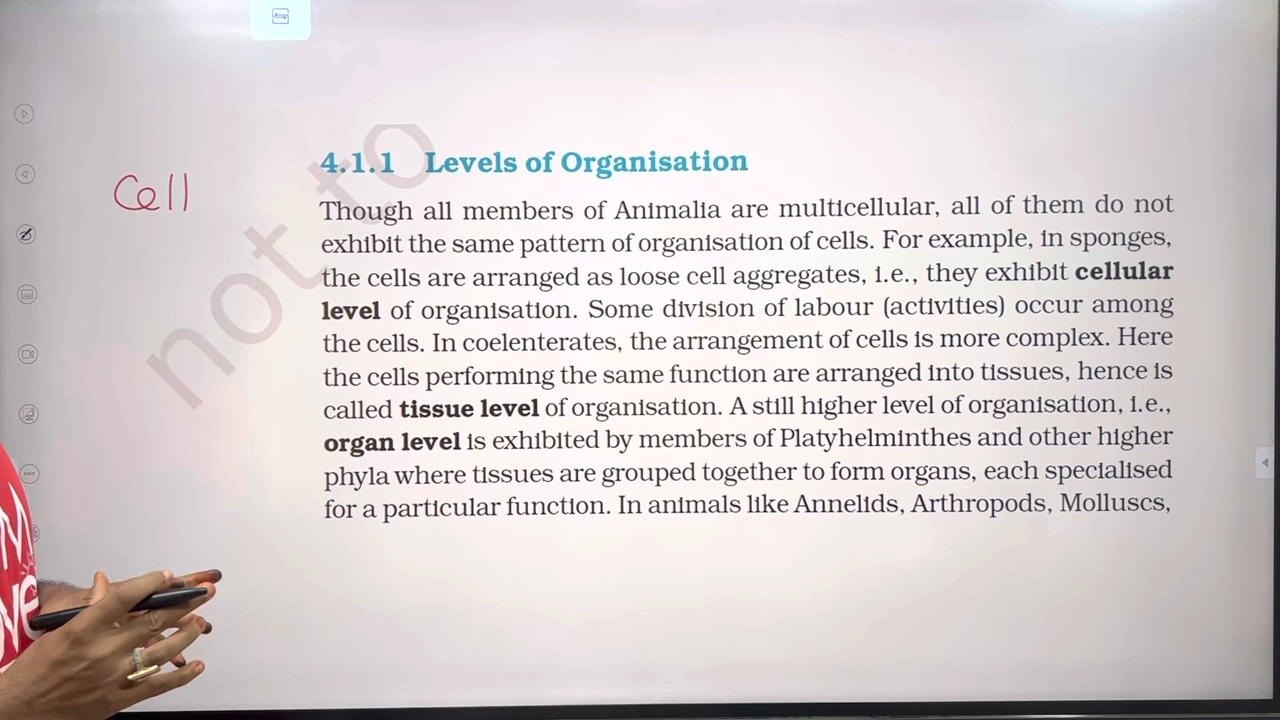 not to
4.1.1 Levels of Organisation
Cell
Though all members of Animalia are multicellular, all of them do not
exhibit the same pattern of organisation of cells. For example, in sponges,
the cells are arranged as loose cell aggregates, i.e., they exhibit cellular
level of organisation. Some division of labour (activities) occur among
the cells. In coelenterates, the arrangement of cells is more complex. Here
the cells performing the same function are arranged into tissues, hence is
called tissue level of organisation. A still higher level of organisation, i.e.,
organ level is exhibited by members of Platyhelminthes and other higher
phyla where tissues are grouped together to form organs, each specialised
for a particular function. In animals like Annelids, Arthropods, Molluscs,